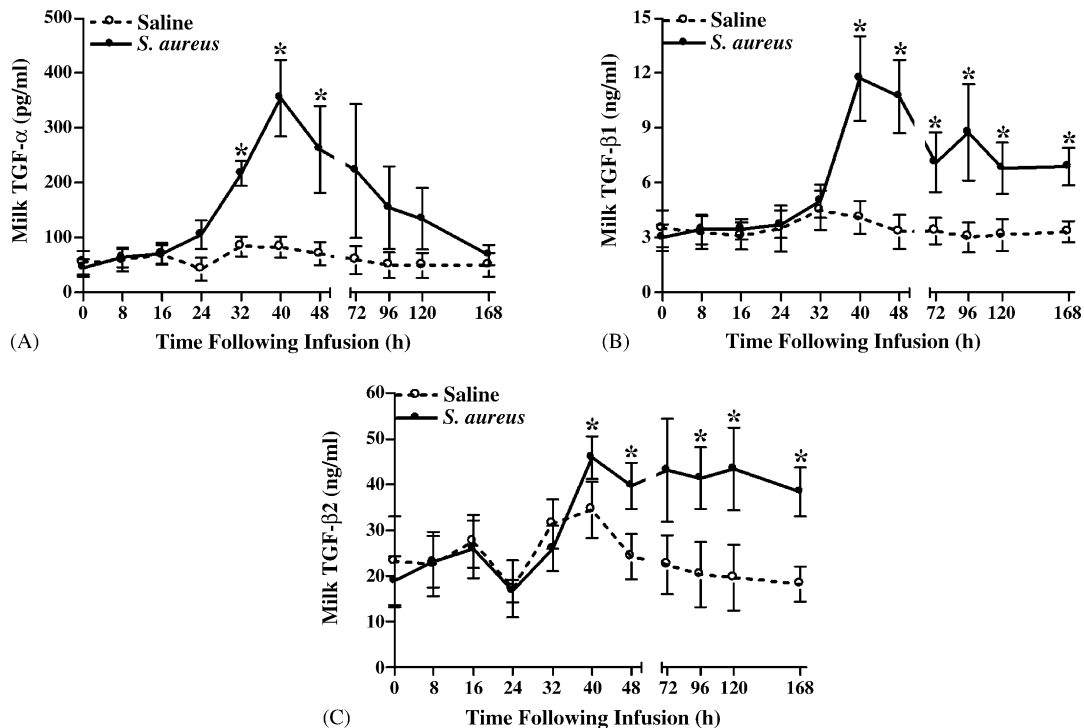 Saline
S. aureus
Milk TGF-α (pg/ml)
500
400
300
200
100
0
* * *
0 8 16 24 32 40 48 72 96 120 168
Time Following Infusion (h)
(A)
Saline
S. aureus
Milk TGF-β1 (ng/ml)
15
12
9
6
3
0
* * * * * *
0 8 16 24 32 40 48 72 96 120 168
Time Following Infusion (h)
(B)
Saline
S. aureus
Milk TGF-β2 (ng/ml)
60
50
40
30
20
10
0
* * * * *
0 8 16 24 32 40 48 72 96 120 168
Time Following Infusion (h)
(C)